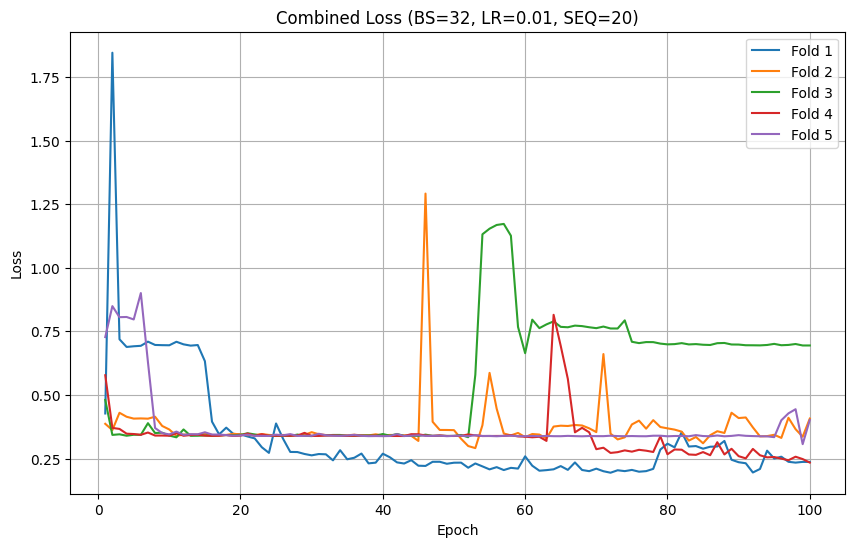 Combined Loss (BS=32, LR=0.01, SEQ=20)
Fold 1
Fold 2
Fold 3
Fold 4
Fold 5
Loss
1.75
1.50
1.25
1.00
0.75
0.50
0.25
0 20 40 60 80 100
Epoch